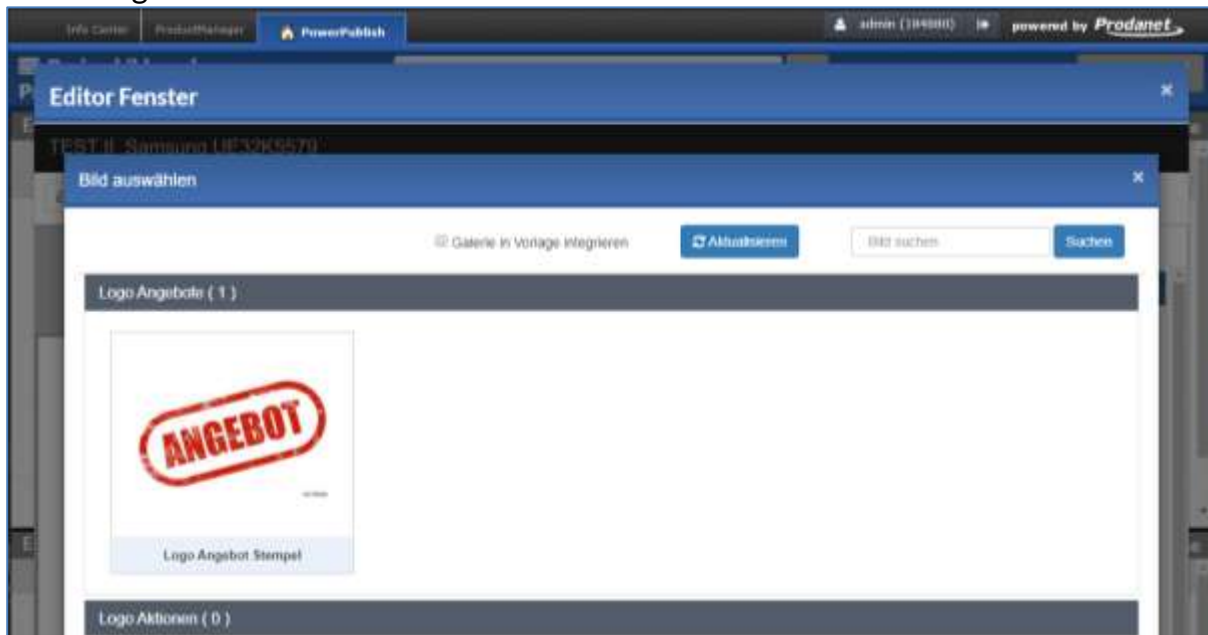 Info Center ProductManager PowerPublish admin (184000) powered by Prodanet
Editor Fenster
TEST II Samsung UE32K5579
Bild auswählen
Galerie in Vorlage integrieren Aktualisieren Bild suchen Suchen
Logo Angebote ( 1 )
ANGEBOT
Logo Angebot Stempel
Logo Aktionen ( 0 )